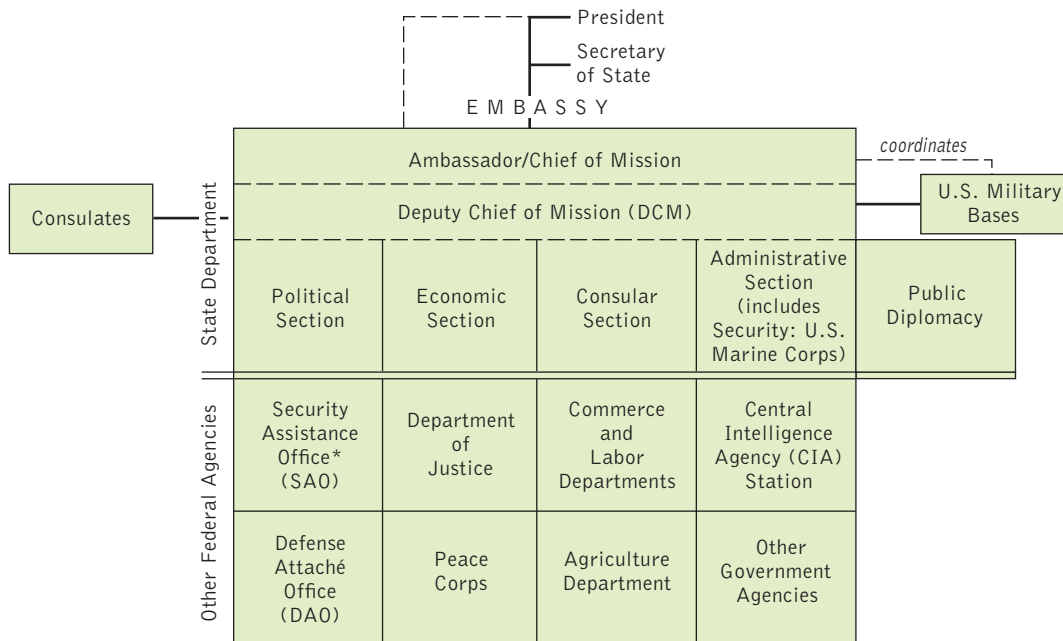 President
Secretary
of State
EMBASSY
Ambassador/Chief of Mission
coordinates
Consulates
State Department
Deputy Chief of Mission (DCM)
U.S. Military
Bases
Political
Section
Economic
Section
Consular
Section
Administrative
Section
(includes
Security: U.S.
Marine Corps)
Public
Diplomacy
Other Federal Agencies
Security
Assistance
Office*
(SAO)
Department
of
Justice
Commerce
and
Labor
Departments
Central
Intelligence
Agency (CIA)
Station
Defense
Attaché
Office
(DAO)
Peace
Corps
Agriculture
Department
Other
Government
Agencies